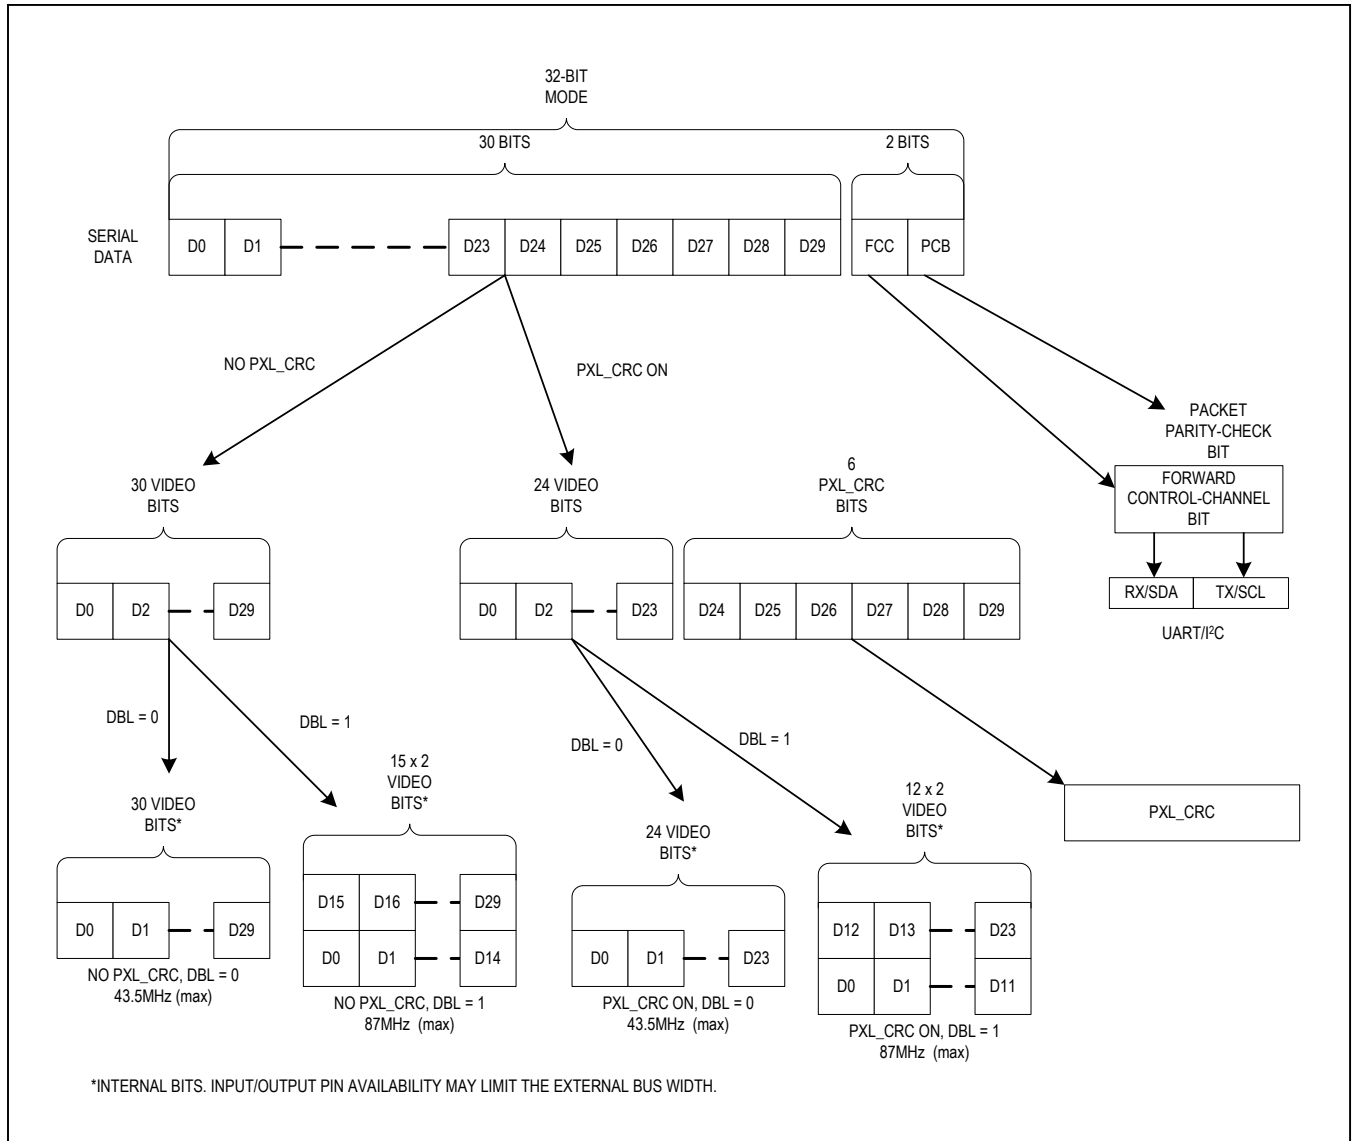 32-BIT
MODE
30 BITS
2 BITS
SERIAL
DATA
D0 D1 D23 D24 D25 D26 D27 D28 D29 FCC PCB
NO PXL_CRC
PXL_CRC ON
PACKET
PARITY-CHECK
BIT
FORWARD
CONTROL-CHANNEL
BIT
RX/SDA TX/SCL
UART/I²C
30 VIDEO
BITS
24 VIDEO
BITS
6
PXL_CRC
BITS
D0 D2 D29
D0 D2 D23
D24 D25 D26 D27 D28 D29
DBL = 0
DBL = 1
DBL = 0
DBL = 1
PXL_CRC
30 VIDEO
BITS*
D0 D1 D29
NO PXL_CRC, DBL = 0
43.5MHz (max)
15 x 2
VIDEO
BITS*
D15 D16 D29
D0 D1 D14
NO PXL_CRC, DBL = 1
87MHz (max)
24 VIDEO
BITS*
D0 D1 D23
PXL_CRC ON, DBL = 0
43.5MHz (max)
12 x 2
VIDEO
BITS*
D12 D13 D23
D0 D1 D11
PXL_CRC ON, DBL = 1
87MHz (max)
*INTERNAL BITS. INPUT/OUTPUT PIN AVAILABILITY MAY LIMIT THE EXTERNAL BUS WIDTH.